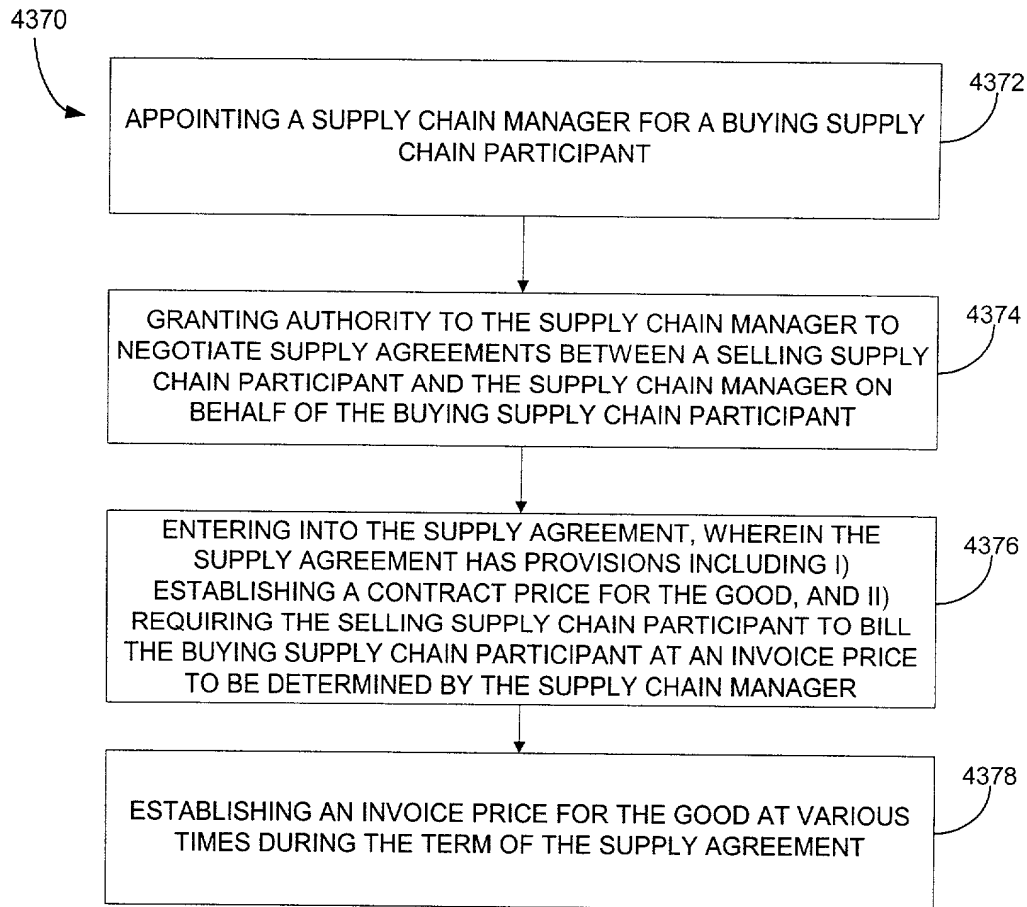 4370
4372
APPOINTING A SUPPLY CHAIN MANAGER FOR A BUYING SUPPLY
CHAIN PARTICIPANT
4374
GRANTING AUTHORITY TO THE SUPPLY CHAIN MANAGER TO
NEGOTIATE SUPPLY AGREEMENTS BETWEEN A SELLING SUPPLY
CHAIN PARTICIPANT AND THE SUPPLY CHAIN MANAGER ON
BEHALF OF THE BUYING SUPPLY CHAIN PARTICIPANT
4376
ENTERING INTO THE SUPPLY AGREEMENT, WHEREIN THE
SUPPLY AGREEMENT HAS PROVISIONS INCLUDING I)
ESTABLISHING A CONTRACT PRICE FOR THE GOOD, AND II)
REQUIRING THE SELLING SUPPLY CHAIN PARTICIPANT TO BILL
THE BUYING SUPPLY CHAIN PARTICIPANT AT AN INVOICE PRICE
TO BE DETERMINED BY THE SUPPLY CHAIN MANAGER
4378
ESTABLISHING AN INVOICE PRICE FOR THE GOOD AT VARIOUS
TIMES DURING THE TERM OF THE SUPPLY AGREEMENT